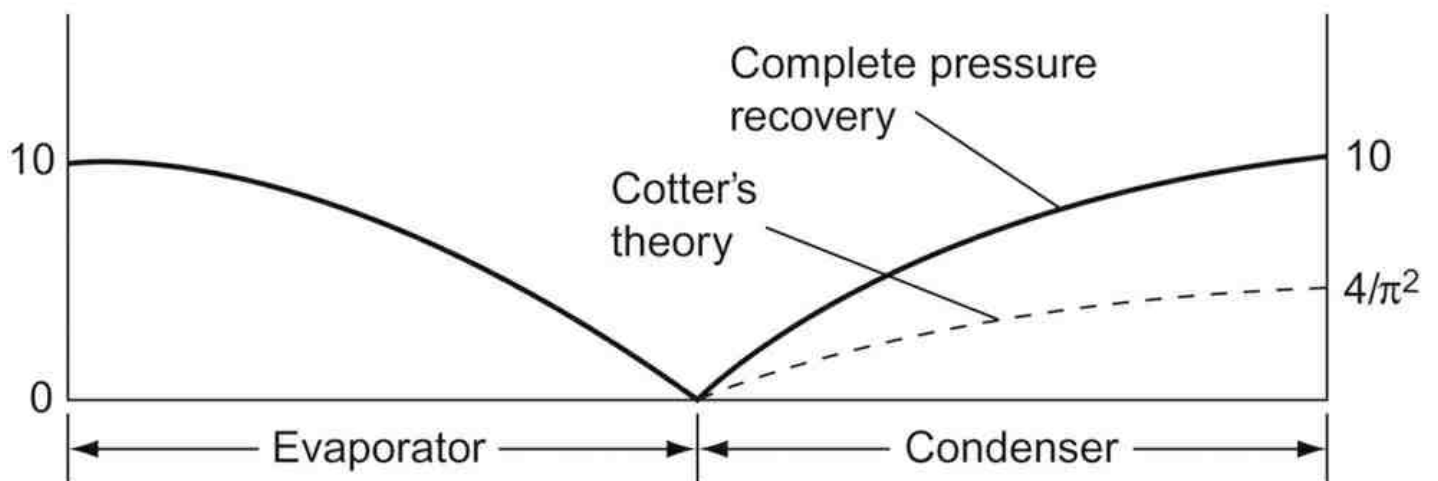 Complete pressure
recovery
10
10
Cotter's
theory
4/π²
0
Evaporator
Condenser